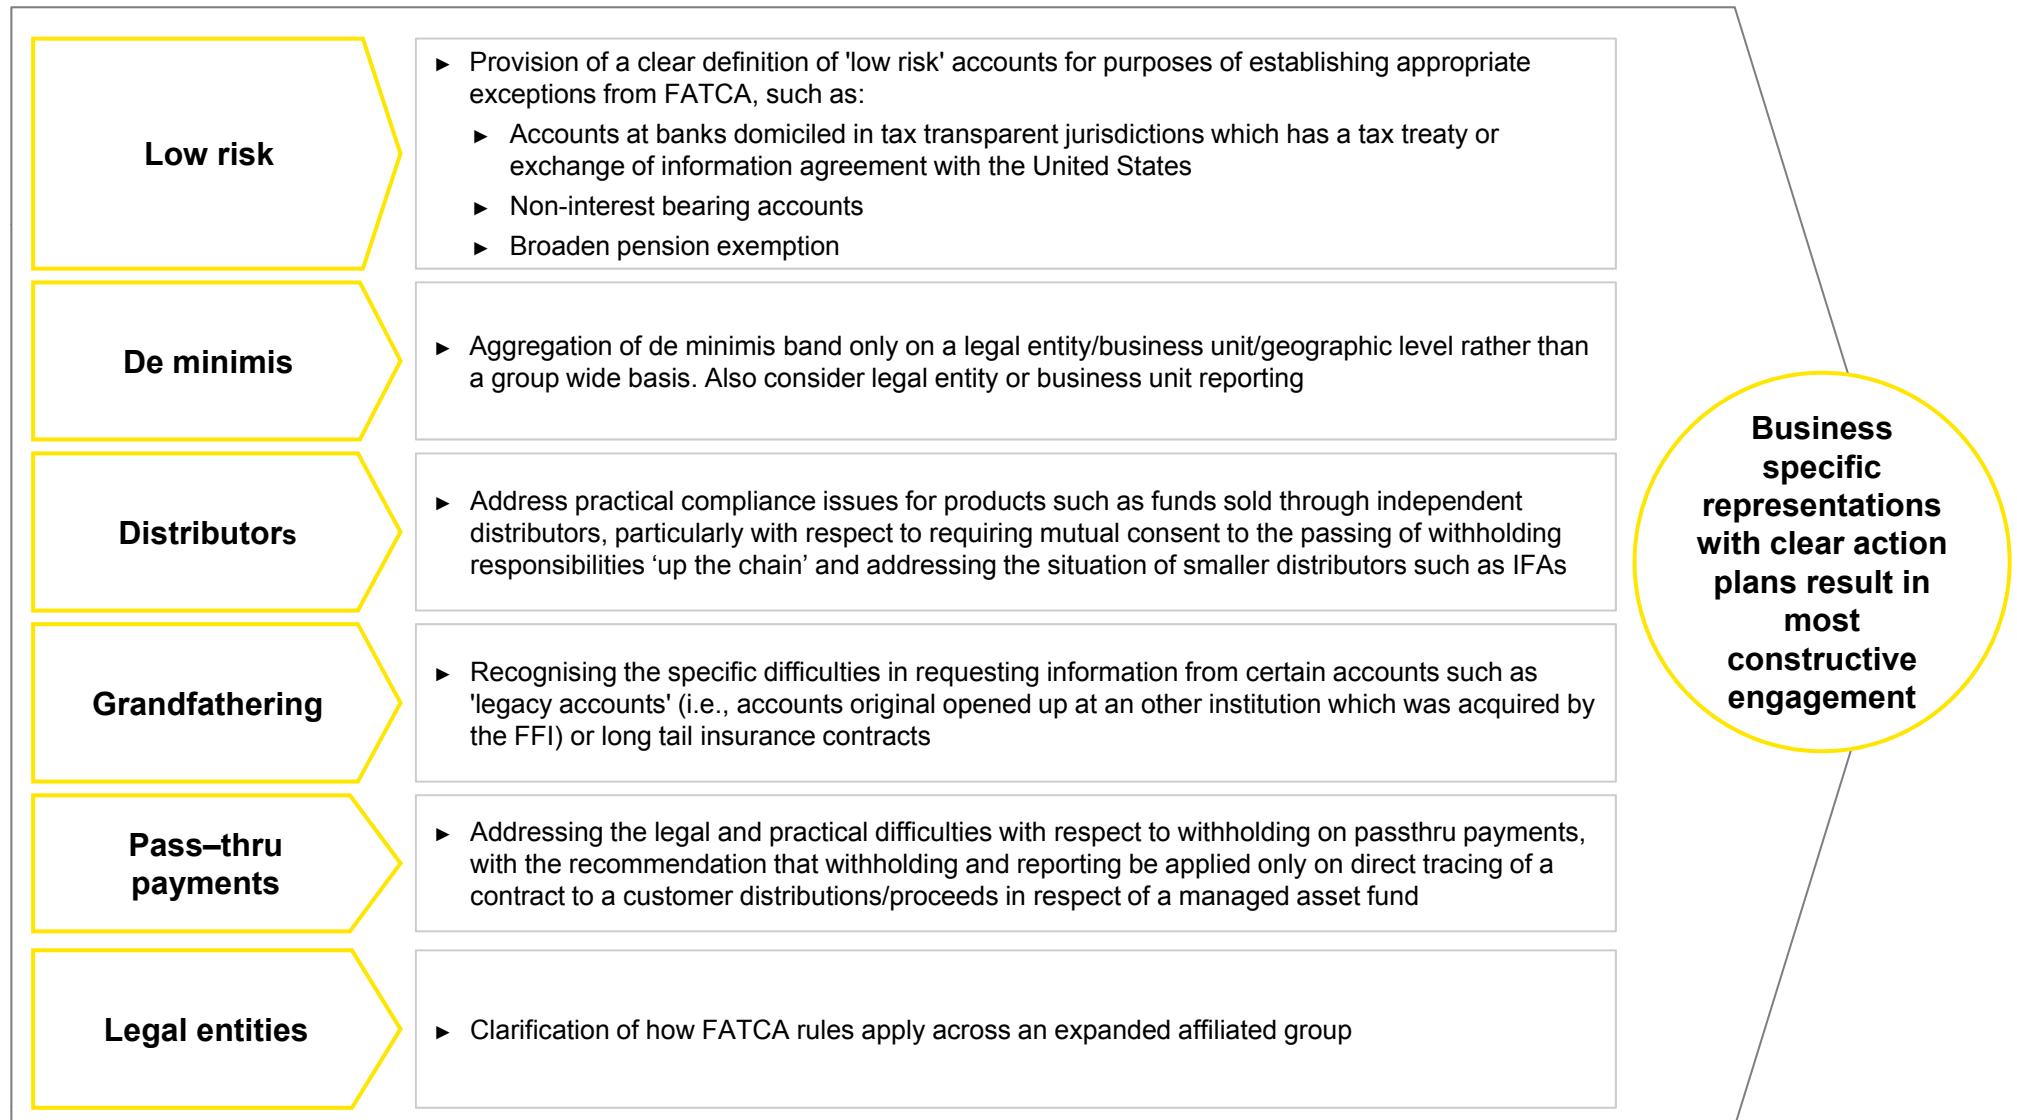 Low risk
► Provision of a clear definition of 'low risk' accounts for purposes of establishing appropriate
exceptions from FATCA, such as:
► Accounts at banks domiciled in tax transparent jurisdictions which has a tax treaty or
exchange of information agreement with the United States
► Non-interest bearing accounts
► Broaden pension exemption
De minimis
► Aggregation of de minimis band only on a legal entity/business unit/geographic level rather than
a group wide basis. Also consider legal entity or business unit reporting
Distributors
► Address practical compliance issues for products such as funds sold through independent
distributors, particularly with respect to requiring mutual consent to the passing of withholding
responsibilities ‘up the chain’ and addressing the situation of smaller distributors such as IFAs
Grandfathering
► Recognising the specific difficulties in requesting information from certain accounts such as
'legacy accounts' (i.e., accounts original opened up at an other institution which was acquired by
the FFI) or long tail insurance contracts
Pass–thru
payments
► Addressing the legal and practical difficulties with respect to withholding on passthru payments,
with the recommendation that withholding and reporting be applied only on direct tracing of a
contract to a customer distributions/proceeds in respect of a managed asset fund
Legal entities
► Clarification of how FATCA rules apply across an expanded affiliated group
Business
specific
representations
with clear action
plans result in
most
constructive
engagement